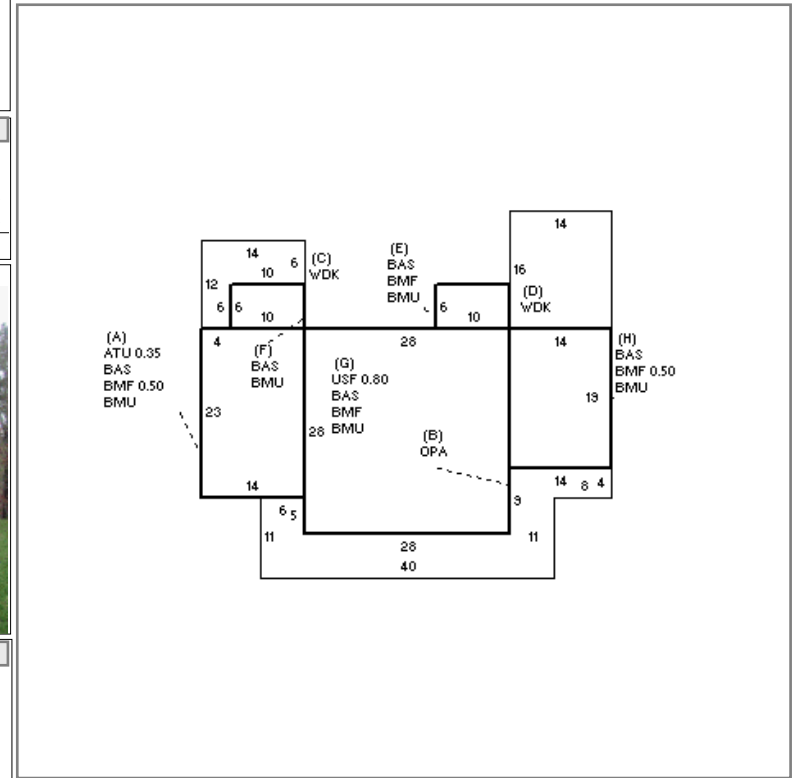 14
14
6
(C)
WDK
(E)
BAS
BMF
BMU
10
16
12
(D)
WDK
6
6
6
10
10
(A)
ATU 0.35
BAS
BMF 0.50
BMU
4
28
14
(H)
BAS
BMF 0.50
BMU
(F)
BAS
BMU
(G)
USF 0.80
BAS
BMF
BMU
19
23
28
(B)
OPA
14
14
8
4
9
6
5
11
11
28
40